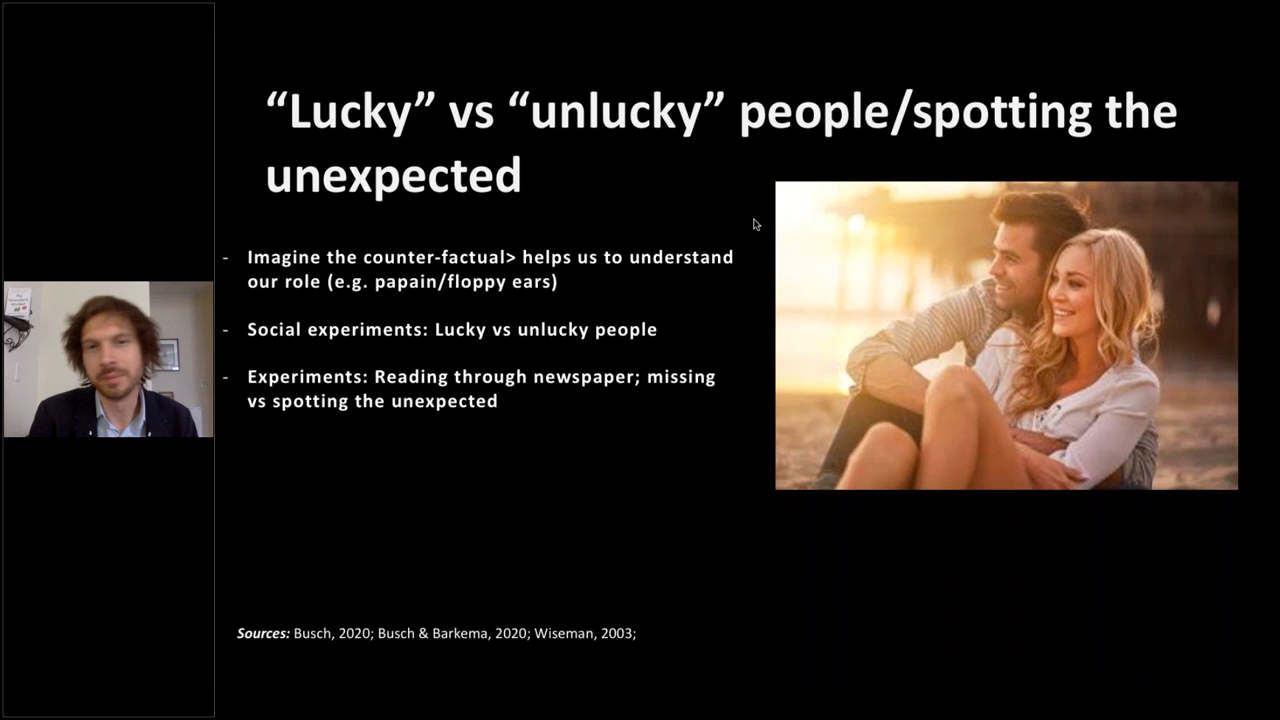 “Lucky” vs “unlucky” people/spotting the
unexpected
- Imagine the counter-factual> helps us to understand
our role (e.g. papain/floppy ears)
- Social experiments: Lucky vs unlucky people
- Experiments: Reading through newspaper; missing
vs spotting the unexpected
Sources: Busch, 2020; Busch & Barkema, 2020; Wiseman, 2003;